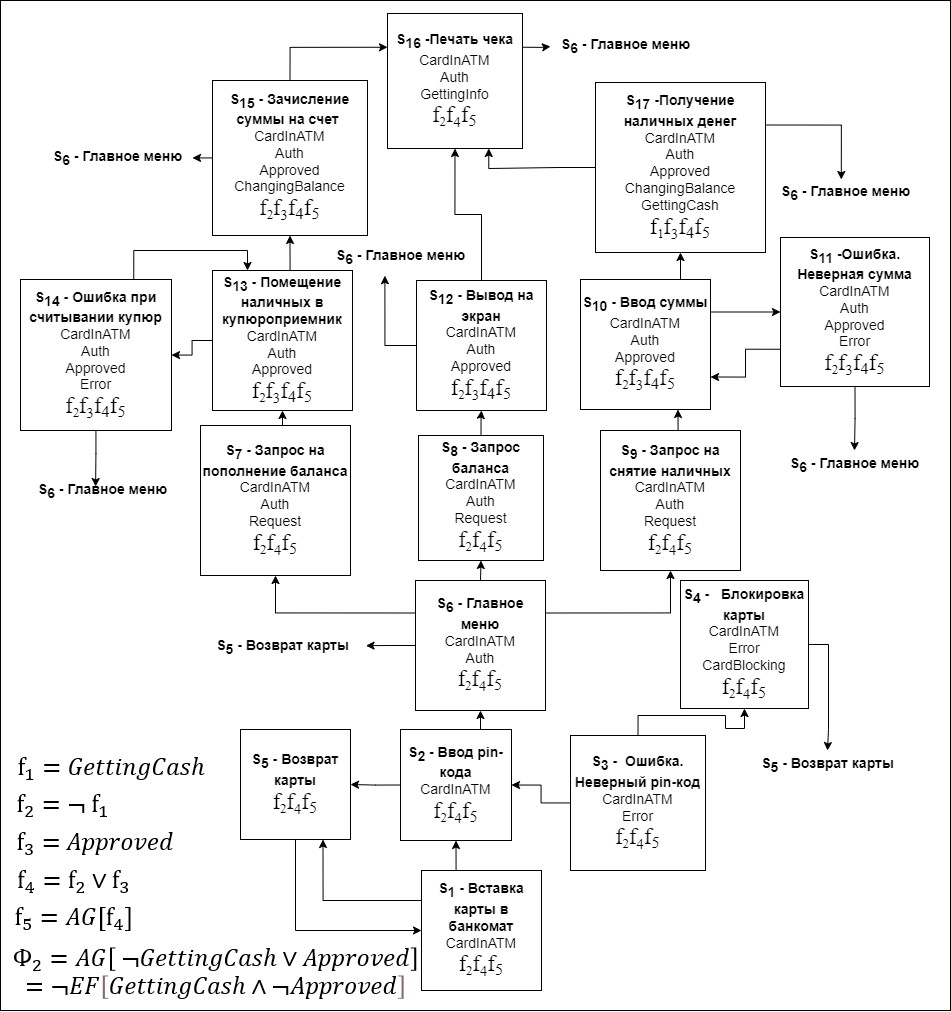 S16 -Печать чека
CardInATM
Auth
GettingInfo
f2f4f5
S6 - Главное меню
S15 - Зачисление
суммы на счет
CardInATM
Auth
Approved
ChangingBalance
f2f3f4f5
S6 - Главное меню
S17 -Получение
наличных денег
CardInATM
Auth
Approved
ChangingBalance
GettingCash
f1f3f4f5
S6 - Главное меню
S14 - Ошибка при
считывании купюр
CardInATM
Auth
Approved
Error
f2f3f4f5
S6 - Главное меню
S13 - Помещение
наличных в
купюроприемник
CardInATM
Auth
Approved
f2f3f4f5
S6 - Главное меню
S12 - Вывод на
экран
CardInATM
Auth
Approved
f2f3f4f5
S10 - Ввод суммы
CardInATM
Auth
Approved
f2f3f4f5
S11 -Ошибка.
Неверная сумма
CardInATM
Auth
Approved
Error
f2f3f4f5
S6 - Главное меню
S7 - Запрос на
пополнение баланса
CardInATM
Auth
Request
f2f4f5
S8 - Запрос
баланса
CardInATM
Auth
Request
f2f4f5
S9 - Запрос на
снятие наличных
CardInATM
Auth
Request
f2f4f5
S6 - Главное
меню
CardInATM
Auth
f2f4f5
S5 - Возврат карты
S4 - Блокировка
карты
CardInATM
Error
CardBlocking
f2f4f5
S5 - Возврат карты
S5 - Возврат
карты
f2f4f5
S2 - Ввод pin-
кода
CardInATM
f2f4f5
S3 - Ошибка.
Неверный pin-код
CardInATM
Error
f2f4f5
S1 - Вставка
карты в
банкомат
CardInATM
f2f4f5
f1 = GettingCash
f2 = ¬ f1
f3 = Approved
f4 = f2 ∨ f3
f5 = AG[f4]
Φ2 = AG[ ¬GettingCash ∨ Approved]
= ¬EF[GettingCash ∧ ¬Approved]